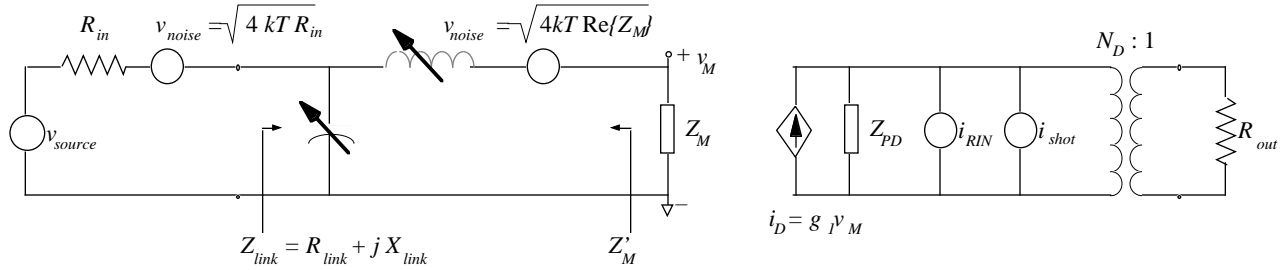 R_in
v_noise = √4 kT R_in
v_noise = √4kT Re{Z_M}
N_D : 1
+ v_M
v_source
Z_M
Z_PD
i_RIN
i_shot
R_out
−
i_D = g_l v_M
Z_link = R_link + j X_link
Z'_M